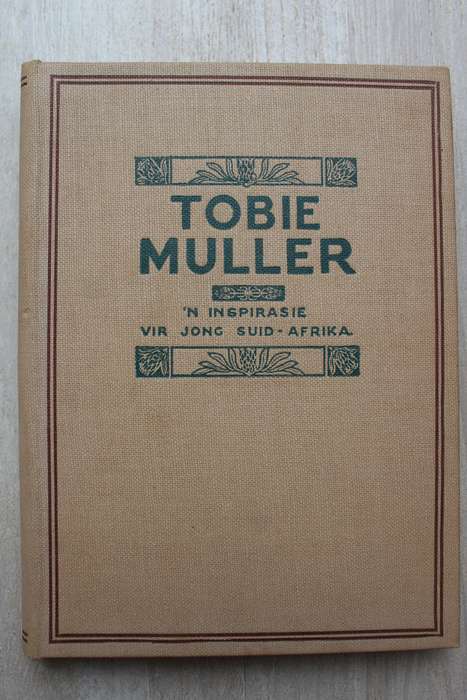 TOBIE
MULLER
'N INSPIRASIE
VIR JONG SUID-AFRIKA